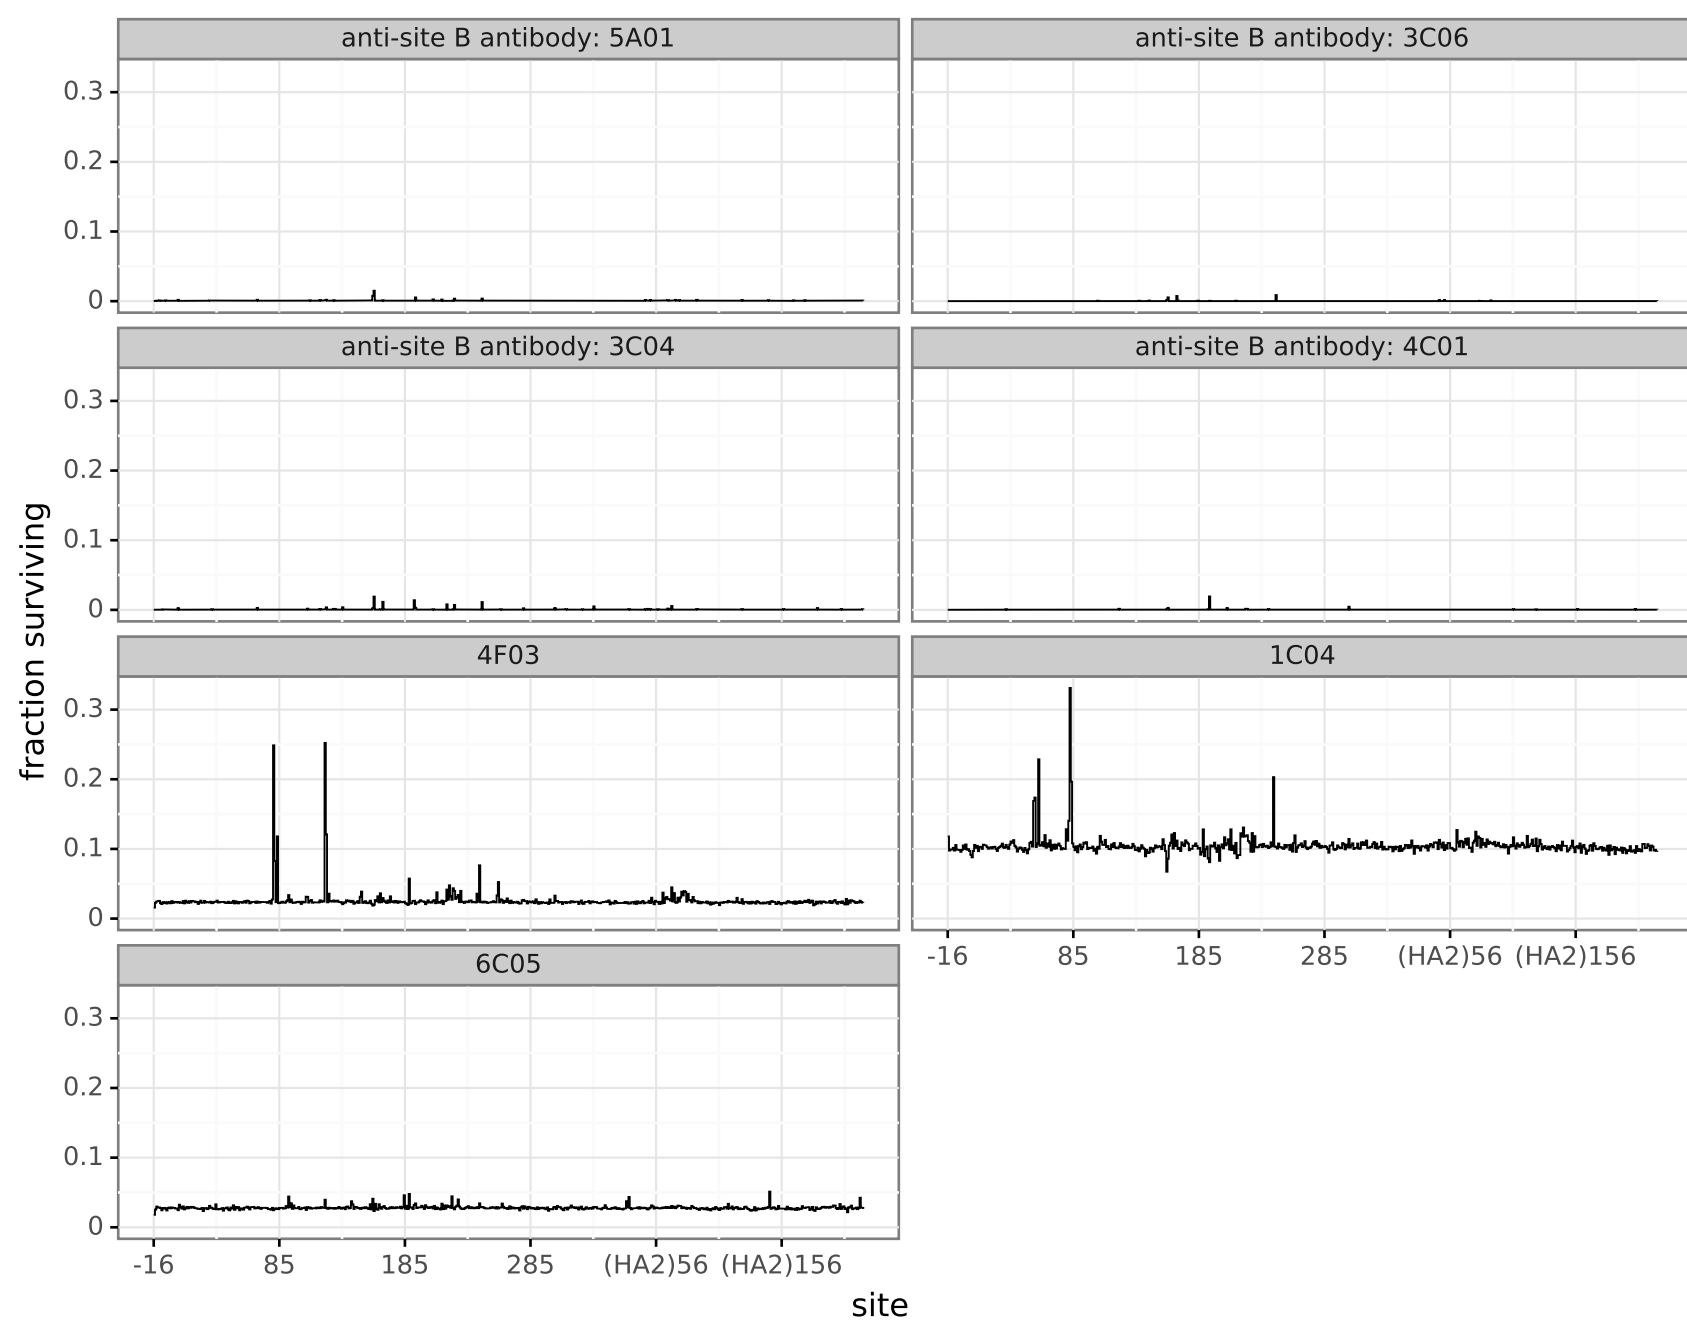 anti-site B antibody: 5A01
anti-site B antibody: 3C06
0.3
0.2
0.1
0
anti-site B antibody: 3C04
anti-site B antibody: 4C01
0.3
0.2
0.1
0
fraction surviving
4F03
1C04
0.3
0.2
0.1
0
-16 85 185 285 (HA2)56 (HA2)156
6C05
0.3
0.2
0.1
0
-16 85 185 285 (HA2)56 (HA2)156
site